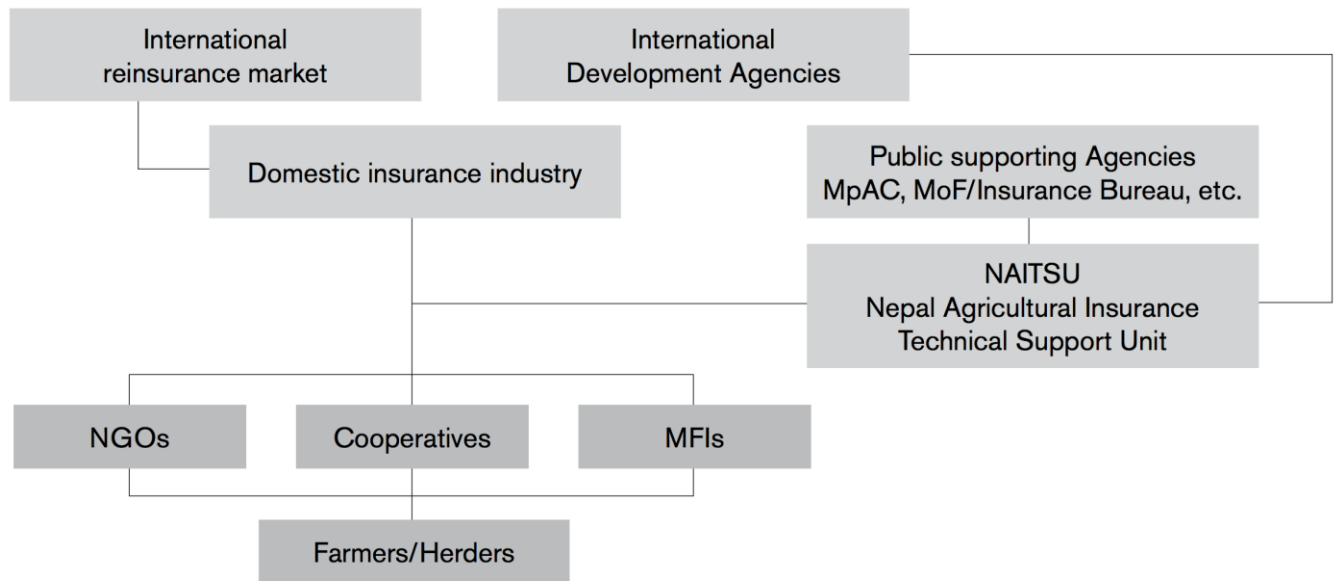 International
reinsurance market
International
Development Agencies
Domestic insurance industry
Public supporting Agencies
MpAC, MoF/Insurance Bureau, etc.
NAITSU
Nepal Agricultural Insurance
Technical Support Unit
NGOs
Cooperatives
MFIs
Farmers/Herders